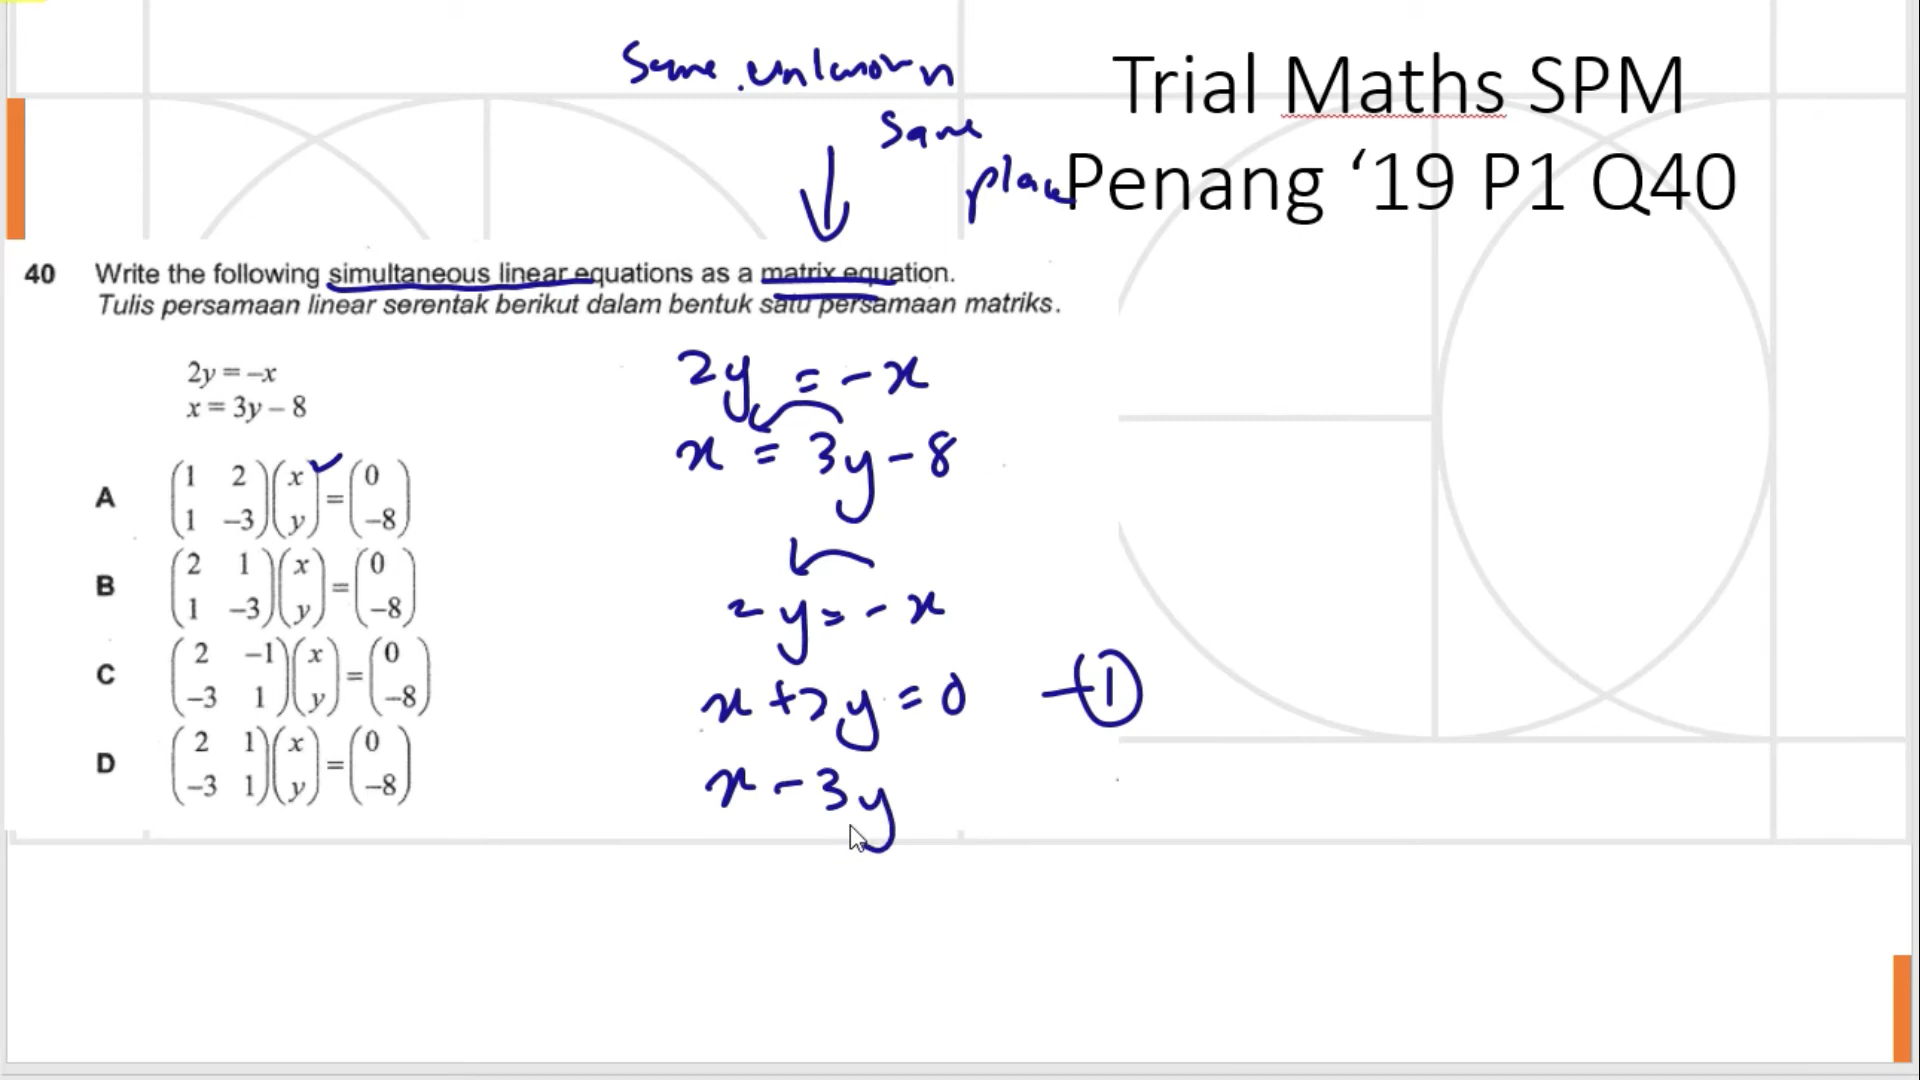 Same unknown
same
place
Trial Maths SPM
Penang ‘19 P1 Q40
40 Write the following simultaneous linear equations as a matrix equation.
Tulis persamaan linear serentak berikut dalam bentuk satu persamaan matriks.
2y = –x
x = 3y – 8
A (1 2 1 –3)(x y) = (0 –8)
B (2 1 1 –3)(x y) = (0 –8)
C (2 –1 –3 1)(x y) = (0 –8)
D (2 1 –3 1)(x y) = (0 –8)
2y = -x
x = 3y - 8
2y = -x
x + 2y = 0 — 1
x - 3y